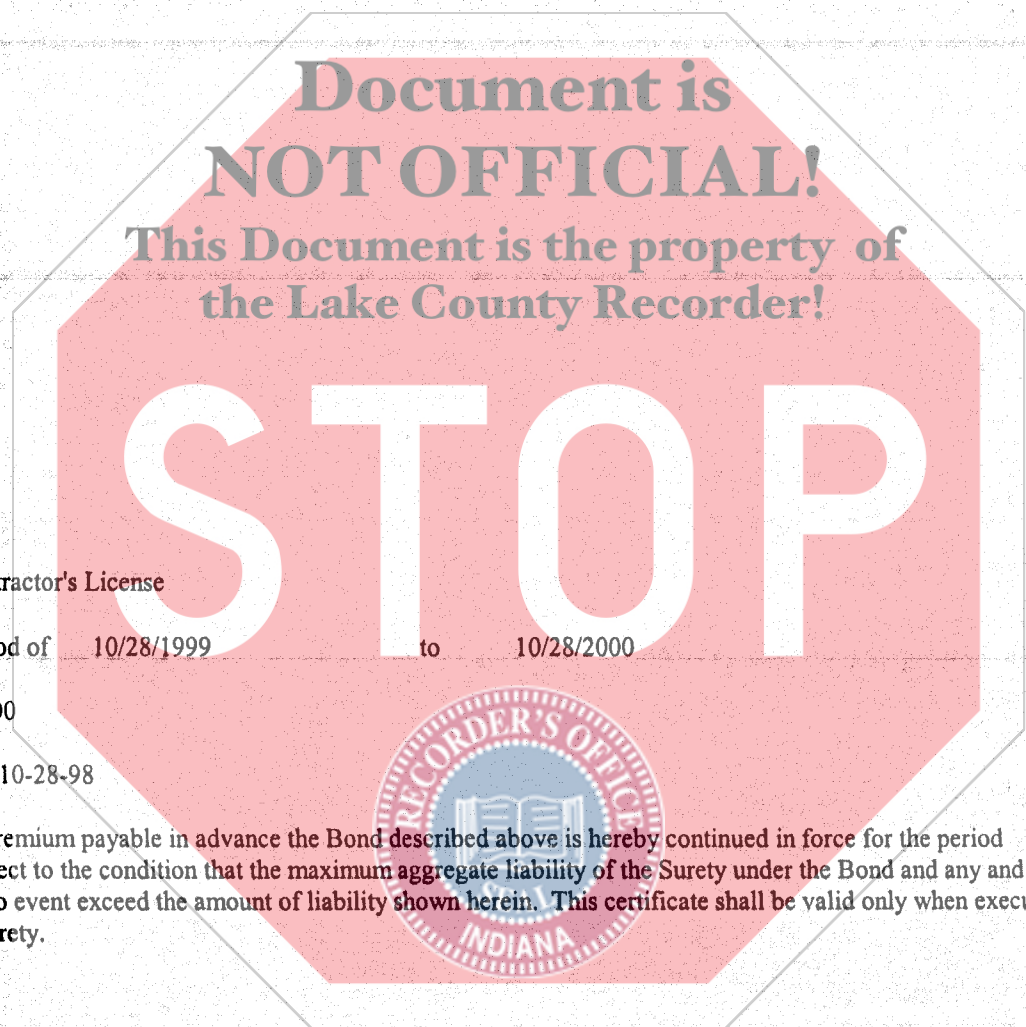 Document is
NOT OFFICIAL!
This Document is the property of
the Lake County Recorder!
STOP
ractor's License
od of 10/28/1999 to 10/28/2000
00
10-28-98
remium payable in advance the Bond described above is hereby continued in force for the period
ect to the condition that the maximum aggregate liability of the Surety under the Bond and any and
o event exceed the amount of liability shown herein. This certificate shall be valid only when execu
rety.
RECORDER'S OFFICE
SEAL
INDIANA